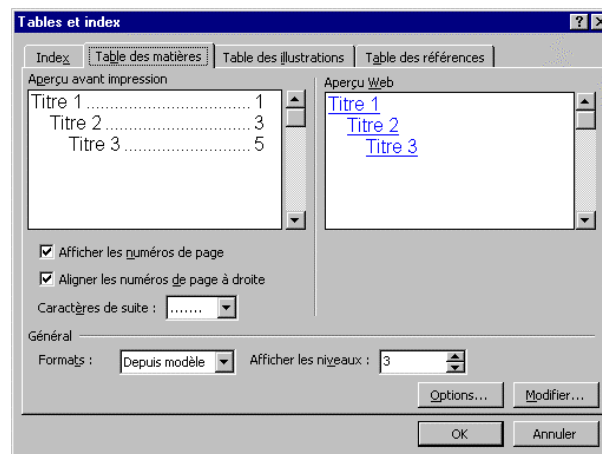 Tables et index
Index Table des matières Table des illustrations Table des références
Aperçu avant impression
Titre 1 .............................. 1
Titre 2 .......................... 3
Titre 3 ....................... 5
Aperçu Web
Titre 1
Titre 2
Titre 3
Afficher les numéros de page
Aligner les numéros de page à droite
Caractères de suite : .......
Général
Formats : Depuis modèle Afficher les niveaux : 3
Options... Modifier...
OK Annuler